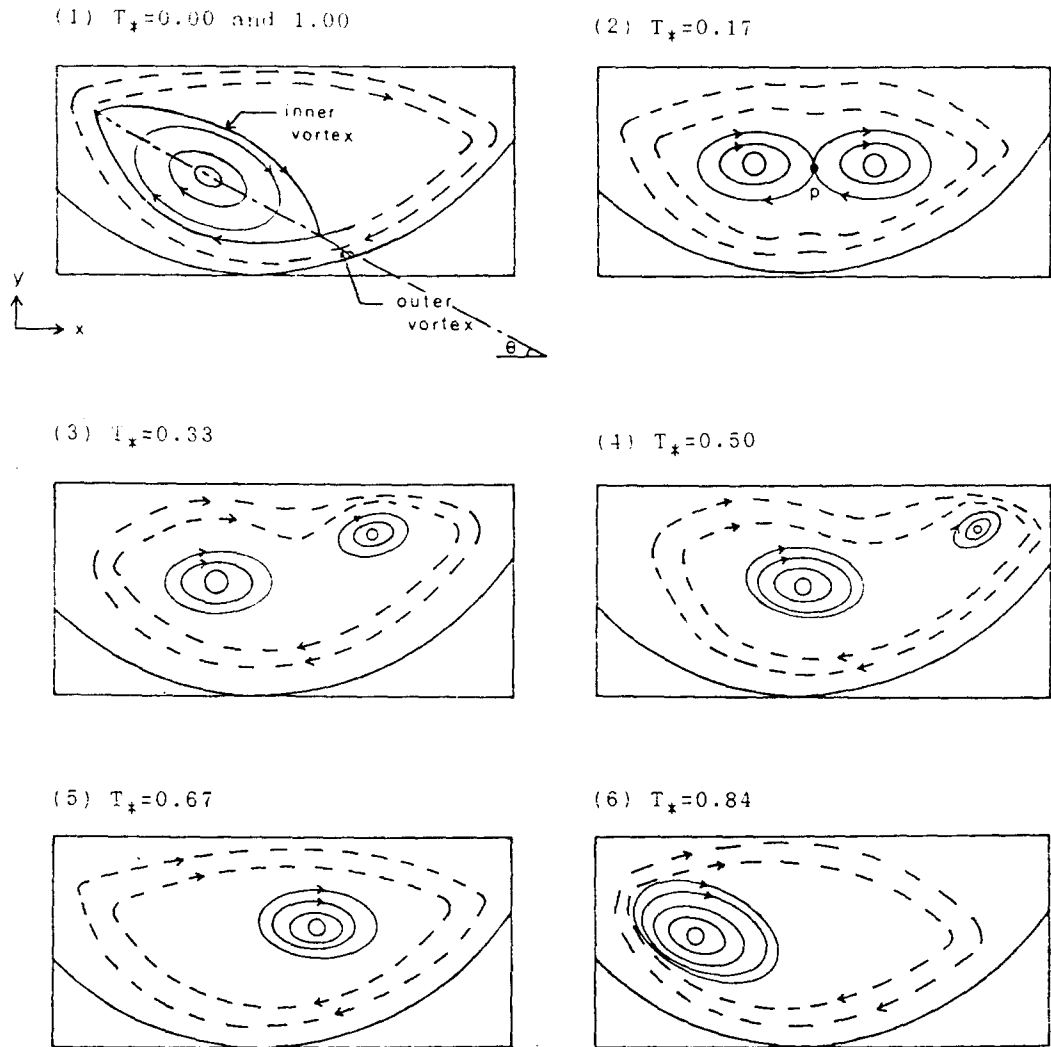 (1) T*=0.00 and 1.00
(2) T*=0.17
inner
vortex
p
y
x
outer
vortex
θ
(3) T*=0.33
(4) T*=0.50
(5) T*=0.67
(6) T*=0.84